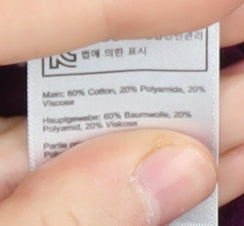 법에 의한 표시
Main: 60% Cotton, 20% Polyamide, 20%
Viscose
Hauptgewebe: 60% Baumwolle, 20%
Polyamid, 20% Viskose
Partie